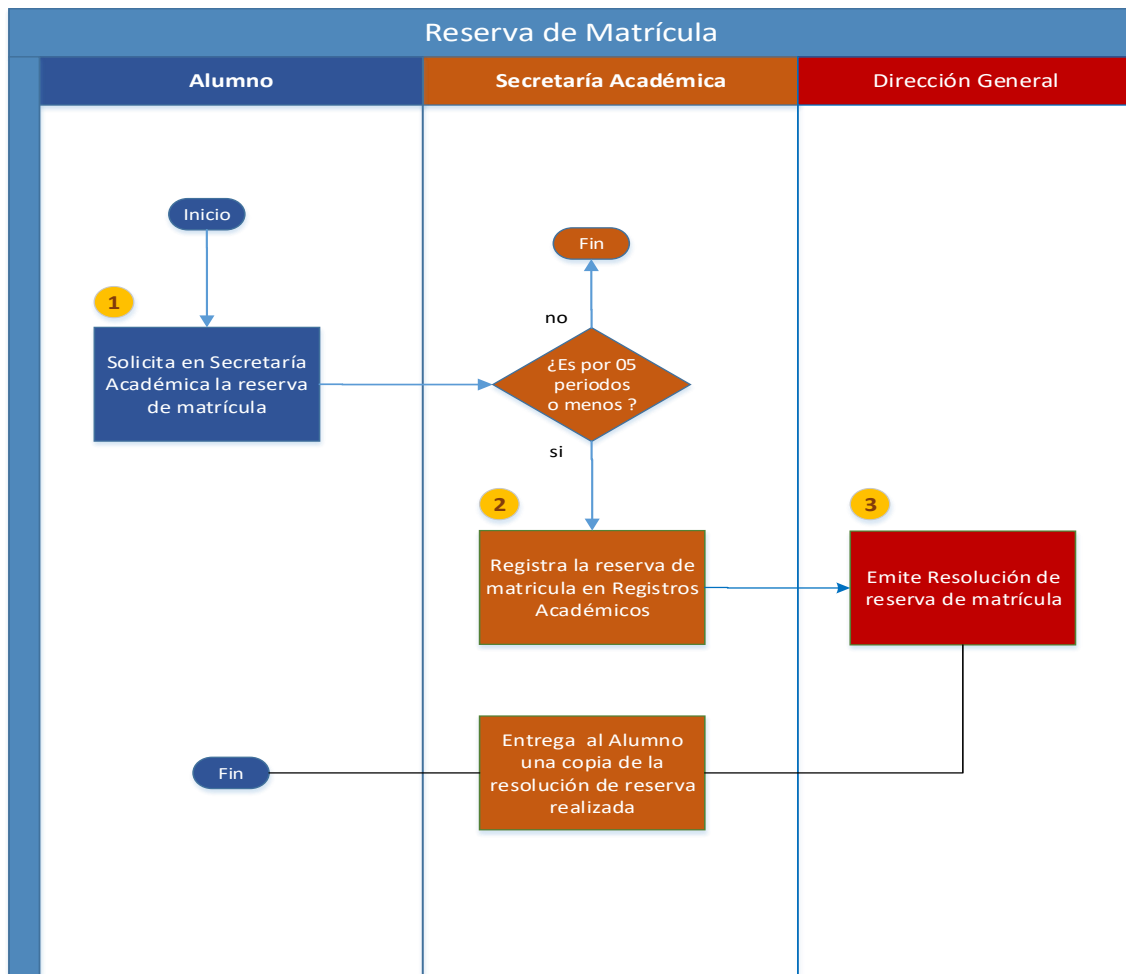 Reserva de Matrícula
Alumno
Secretaría Académica
Dirección General
Inicio
Fin
1
no
Solicita en Secretaría
Académica la reserva
de matrícula
¿Es por 05
periodos
o menos ?
si
2
3
Registra la reserva de
matricula en Registros
Académicos
Emite Resolución de
reserva de matrícula
Entrega al Alumno
una copia de la
resolución de reserva
realizada
Fin